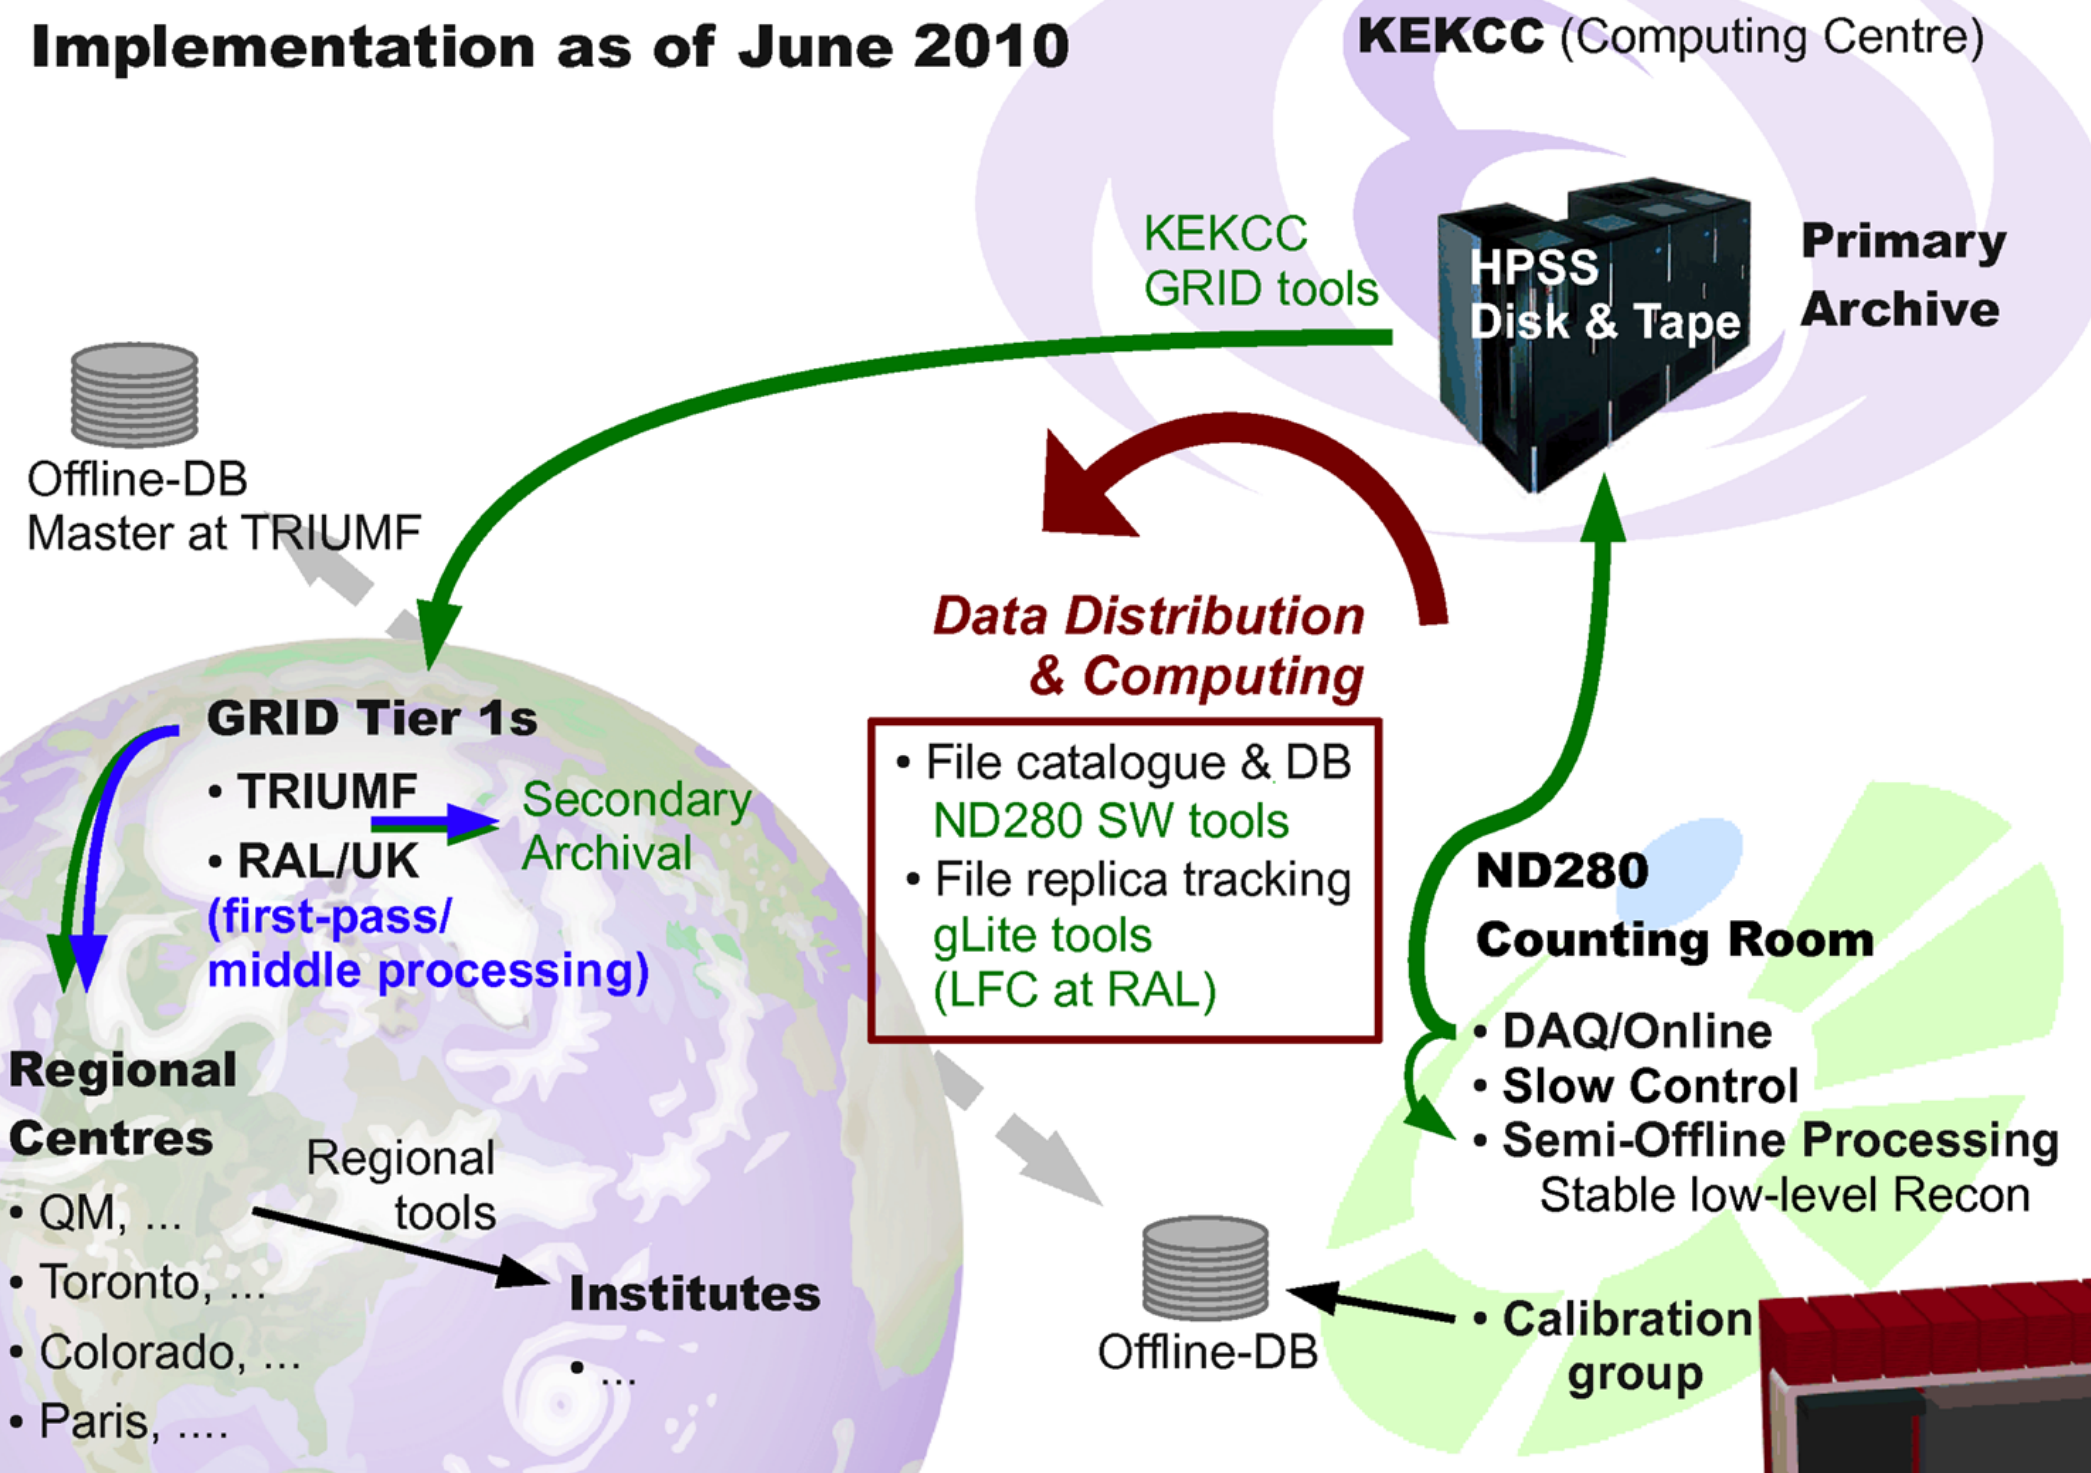 Implementation as of June 2010
KEKCC (Computing Centre)
KEKCC
GRID tools
HPSS
Disk & Tape
Primary
Archive
Offline-DB
Master at TRIUMF
Data Distribution
& Computing
• File catalogue & DB
ND280 SW tools
• File replica tracking
gLite tools
(LFC at RAL)
GRID Tier 1s
• TRIUMF
• RAL/UK
(first-pass/
middle processing)
Secondary
Archival
ND280
Counting Room
• DAQ/Online
• Slow Control
• Semi-Offline Processing
Stable low-level Recon
• Calibration
group
Regional
Centres
• QM, ...
• Toronto, ...
• Colorado, ...
• Paris, ....
Regional
tools
Institutes
• ...
Offline-DB